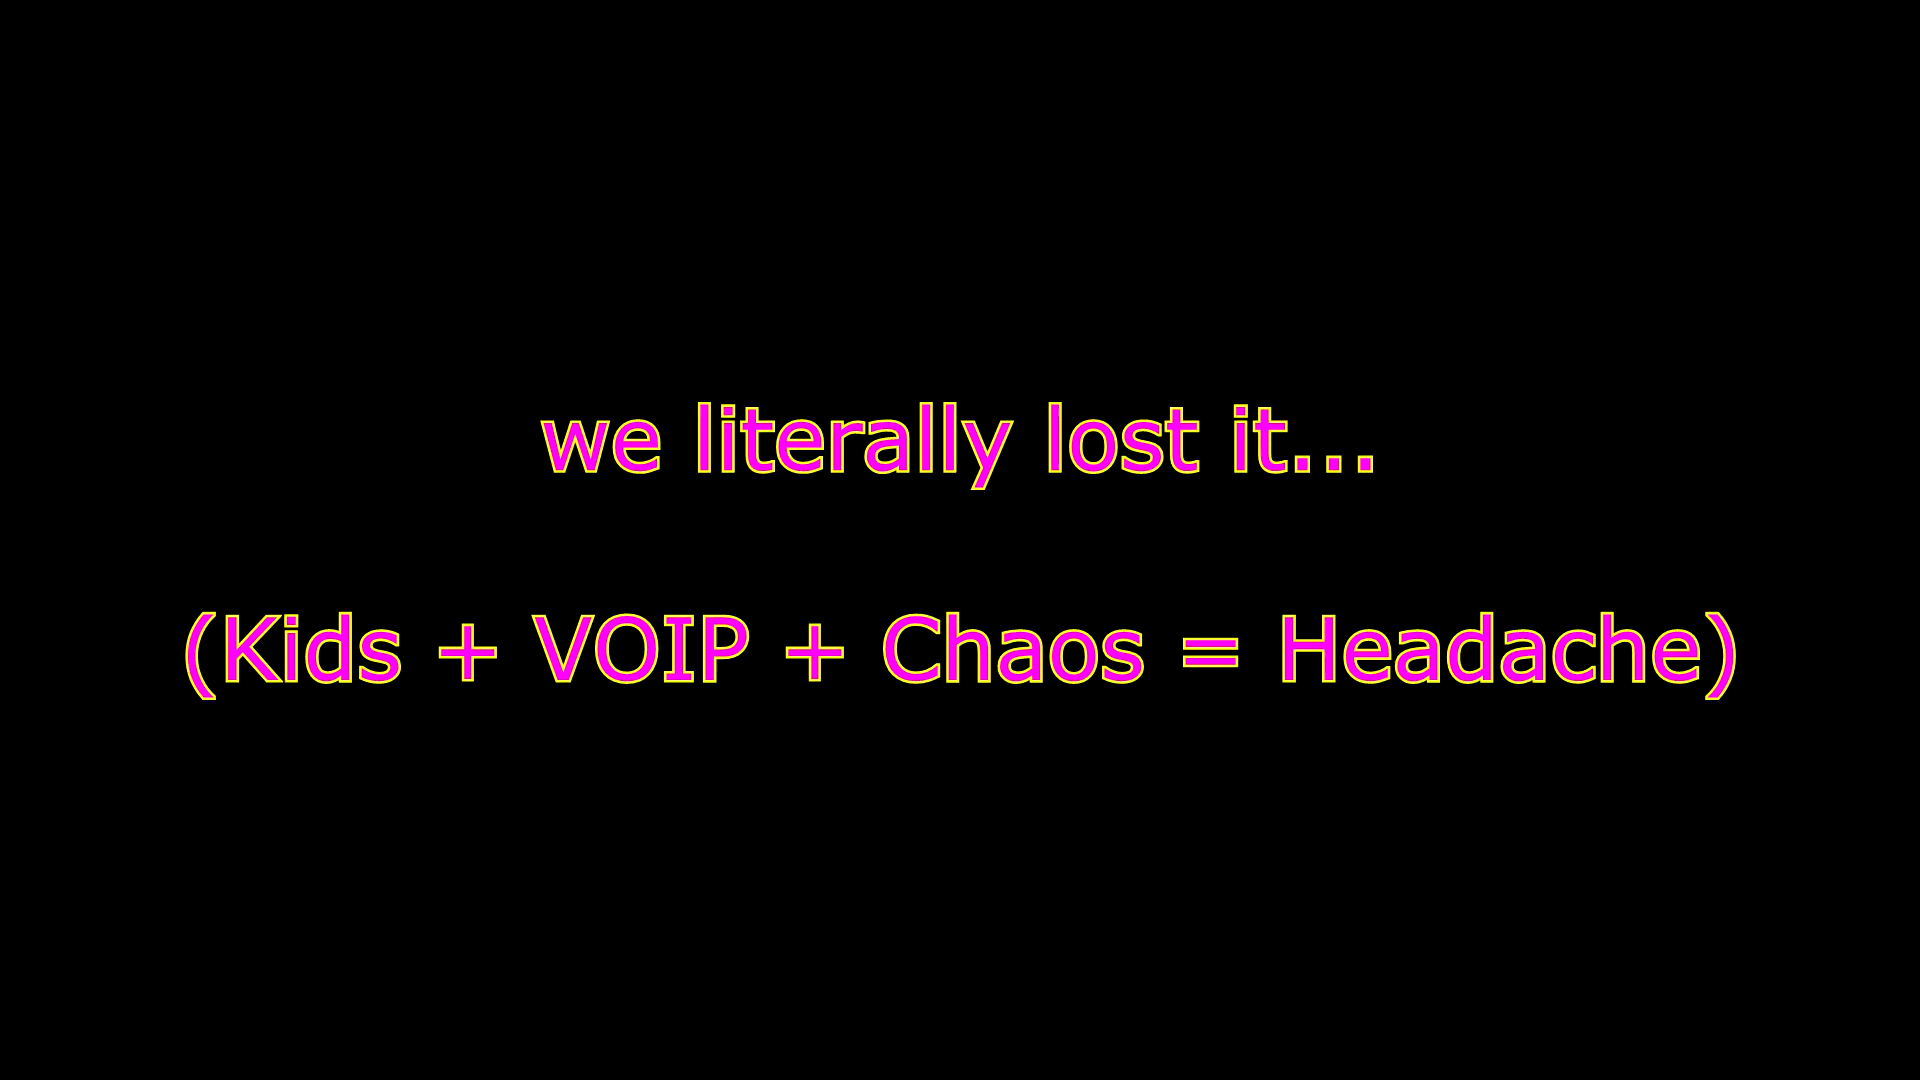 we literally lost it...
(Kids + VOIP + Chaos = Headache)